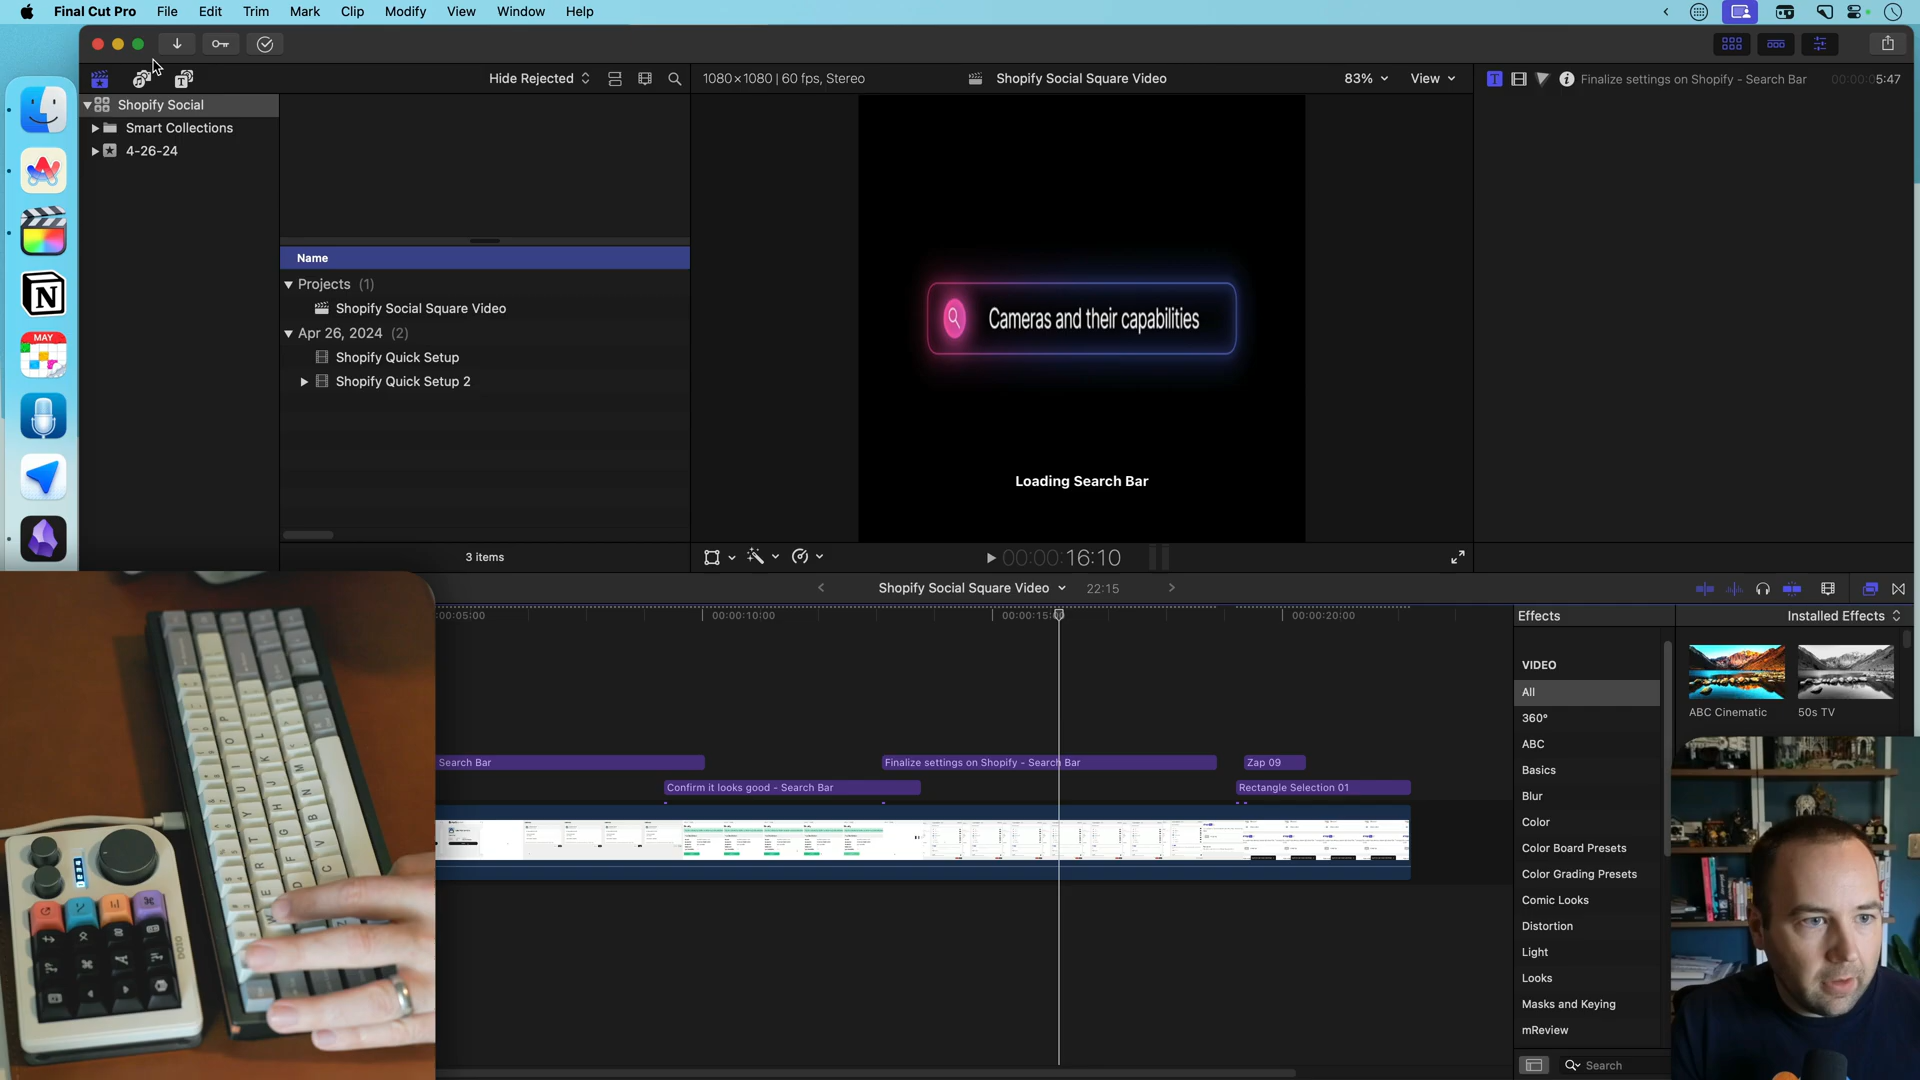 Final Cut Pro File Edit Trim Mark Clip Modify View Window Help
Hide Rejected
1080×1080 | 60 fps, Stereo
Shopify Social Square Video
83%
View
Finalize settings on Shopify - Search Bar
00:00:05:47
Shopify Social
Smart Collections
4-26-24
Name
Projects (1)
Shopify Social Square Video
Apr 26, 2024 (2)
Shopify Quick Setup
Shopify Quick Setup 2
3 items
MAY
Cameras and their capabilities
Loading Search Bar
00:00:16:10
Shopify Social Square Video
22:15
:00:05:00
00:00:10:00
00:00:15:00
00:00:20:00
Search Bar
Finalize settings on Shopify - Search Bar
Zap 09
Confirm it looks good - Search Bar
Rectangle Selection 01
Effects
Installed Effects
VIDEO
All
360°
ABC
Basics
Blur
Color
Color Board Presets
Color Grading Presets
Comic Looks
Distortion
Light
Looks
Masks and Keying
mReview
ABC Cinematic
50s TV
Search